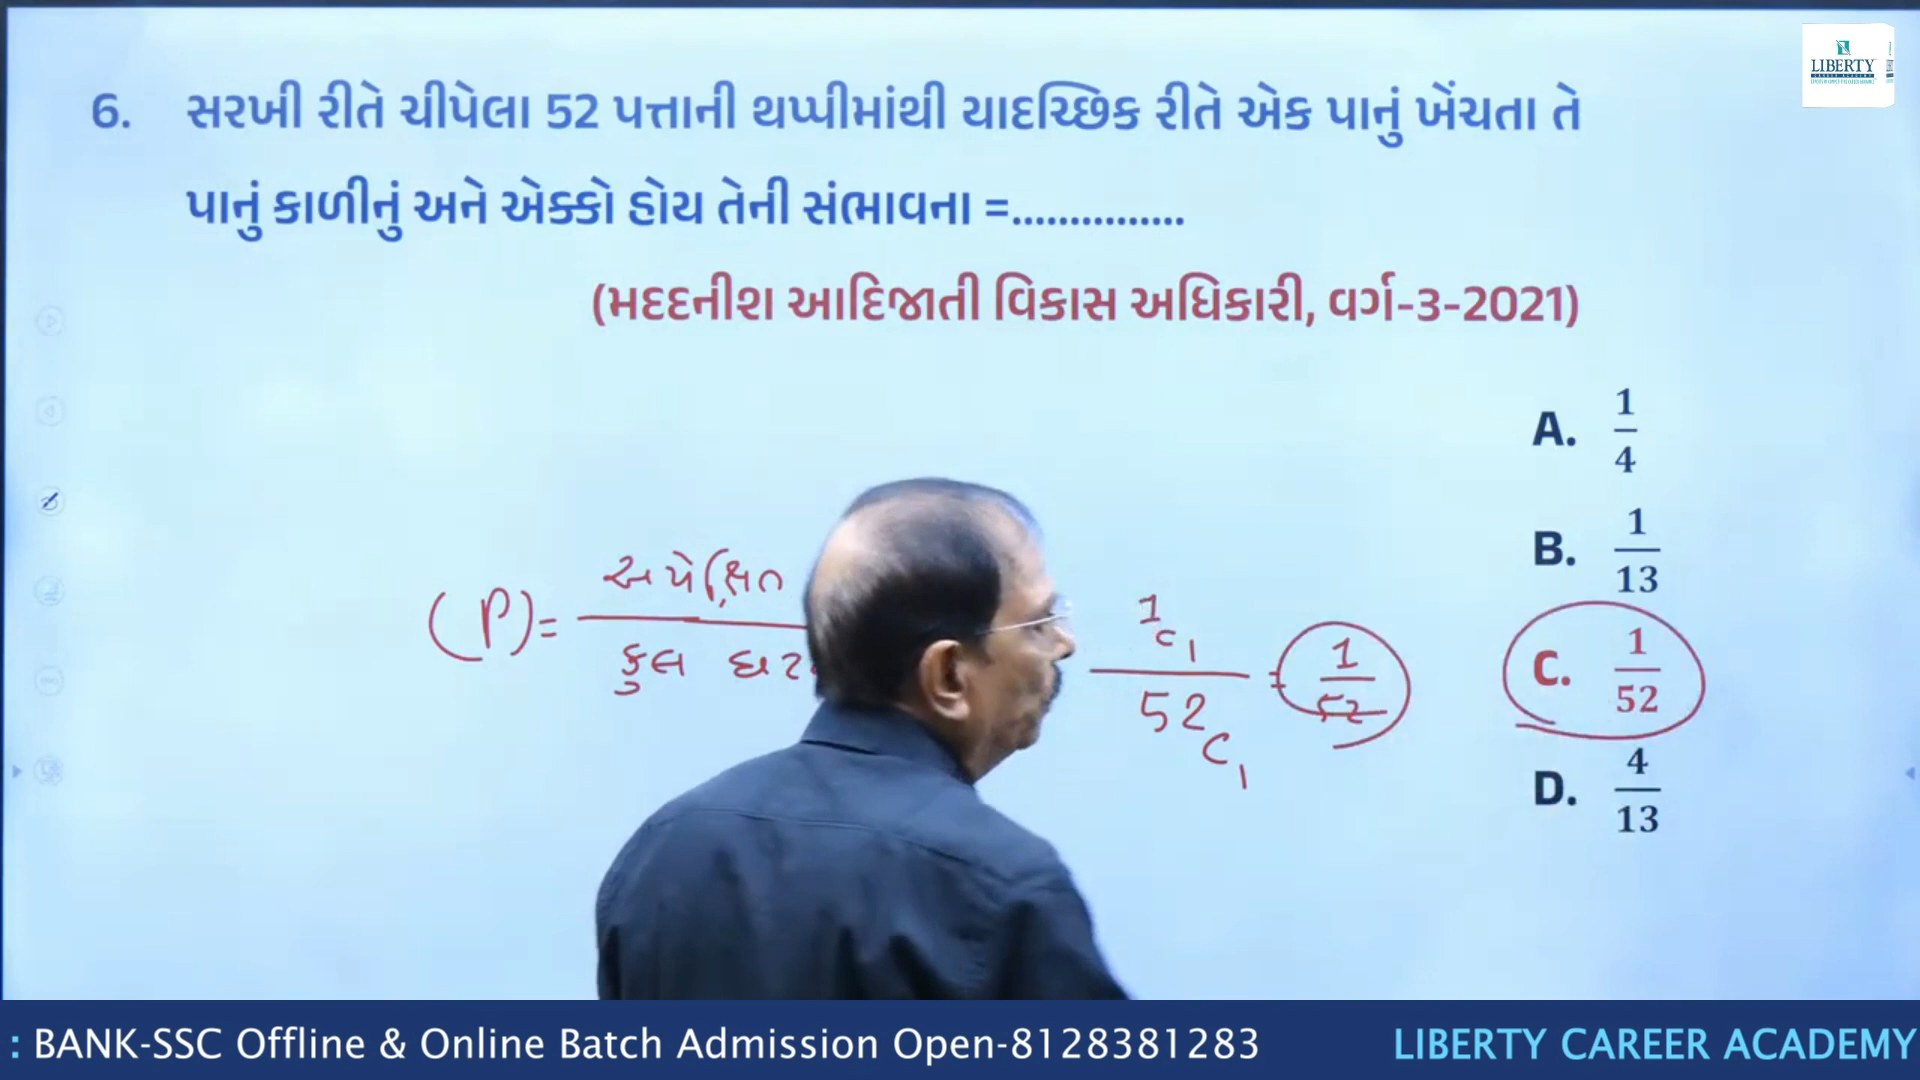 LIBERTY
6. સરખી રીતે ચીપેલા 52 પત્તાની થપ્પીમાંથી યાદચ્છિક રીતે એક પાનું ખેંચતા તે
પાનું કાળીનું અને એક્કો હોય તેની સંભાવના =...............
(મદદનીશ આદિજાતી વિકાસ અધિકારી, વર્ગ-3-2021)
A. 1/4
B. 1/13
C. 1/52
D. 4/13
(P) = અપેક્ષિત
કુલ
1C1 / 52C1 = 1/52
: BANK-SSC Offline & Online Batch Admission Open-8128381283 LIBERTY CAREER ACADEMY